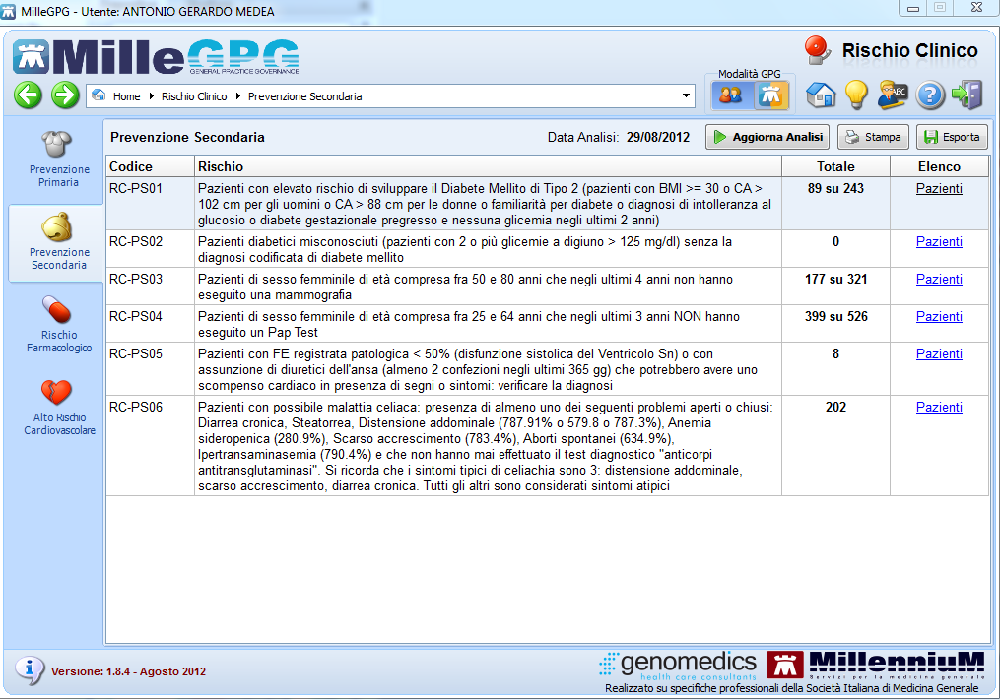 MilleGPG - Utente: ANTONIO GERARDO MEDEA
MilleGPG
GENERAL PRACTICE GOVERNANCE
Rischio Clinico
Home
Rischio Clinico
Prevenzione Secondaria
Modalità GPG
ABC
Prevenzione
Primaria
Prevenzione
Secondaria
Rischio
Farmacologico
Alto Rischio
Cardiovascolare
Prevenzione Secondaria
Data Analisi: 29/08/2012
Aggiorna Analisi
Stampa
Esporta
Codice Rischio Totale Elenco
RC-PS01 Pazienti con elevato rischio di sviluppare il Diabete Mellito di Tipo 2 (pazienti con BMI >= 30 o CA > 89 su 243 Pazienti
102 cm per gli uomini o CA > 88 cm per le donne o familiarità per diabete o diagnosi di intolleranza al
glucosio o diabete gestazionale pregresso e nessuna glicemia negli ultimi 2 anni)
RC-PS02 Pazienti diabetici misconosciuti (pazienti con 2 o più glicemie a digiuno > 125 mg/dl) senza la 0 Pazienti
diagnosi codificata di diabete mellito
RC-PS03 Pazienti di sesso femminile di età compresa fra 50 e 80 anni che negli ultimi 4 anni non hanno 177 su 321 Pazienti
eseguito una mammografia
RC-PS04 Pazienti di sesso femminile di età compresa fra 25 e 64 anni che negli ultimi 3 anni NON hanno 399 su 526 Pazienti
eseguito un Pap Test
RC-PS05 Pazienti con FE registrata patologica < 50% (disfunzione sistolica del Ventricolo Sn) o con 8 Pazienti
assunzione di diuretici dell'ansa (almeno 2 confezioni negli ultimi 365 gg) che potrebbero avere uno
scompenso cardiaco in presenza di segni o sintomi: verificare la diagnosi
RC-PS06 Pazienti con possibile malattia celiaca: presenza di almeno uno dei seguenti problemi aperti o chiusi: 202 Pazienti
Diarrea cronica, Steatorrea, Distensione addominale (787.91% o 579.8 o 787.3%), Anemia
sideropenica (280.9%), Scarso accrescimento (783.4%), Aborti spontanei (634.9%),
Ipertransaminasemia (790.4%) e che non hanno mai effettuato il test diagnostico "anticorpi
antitransglutaminasi". Si ricorda che i sintomi tipici di celiachia sono 3: distensione addominale,
scarso accrescimento, diarrea cronica. Tutti gli altri sono considerati sintomi atipici
Versione: 1.8.4 - Agosto 2012
genomedics
health care consultants
MillenniuM
Servizi per la medicina generale
Realizzato su specifiche professionali della Società Italiana di Medicina Generale